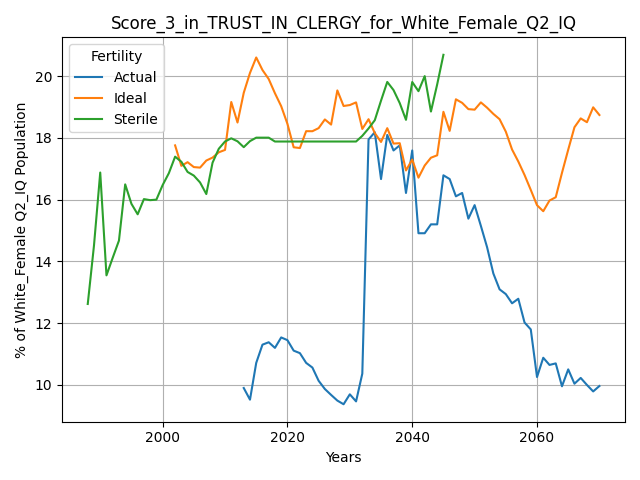 Score_3_in_TRUST_IN_CLERGY_for_White_Female_Q2_IQ
Fertility
Actual
Ideal
Sterile
% of White_Female Q2_IQ Population
20
18
16
14
12
10
2000
2020
2040
2060
Years